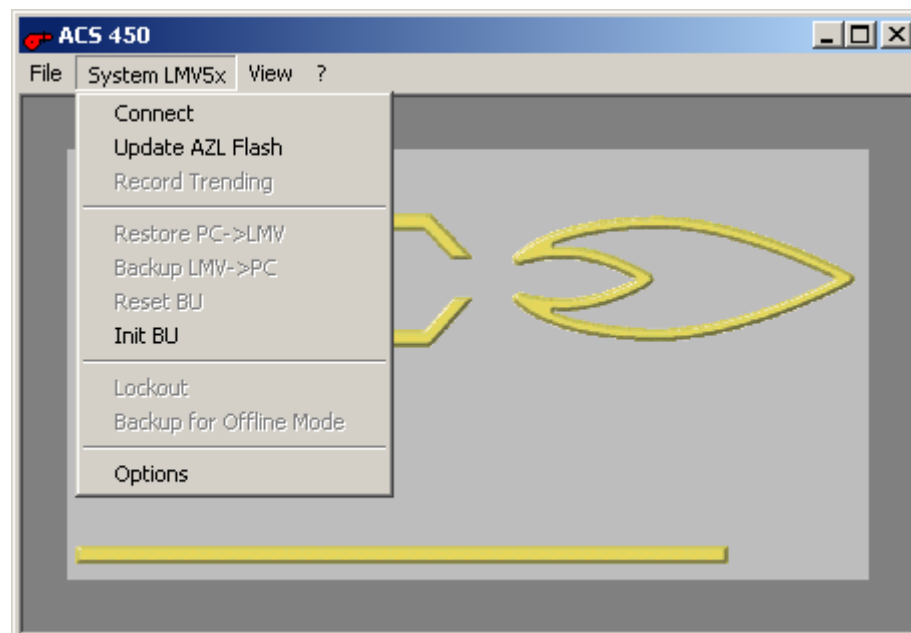 ACS 450
File System LMV5x View ?
Connect
Update AZL Flash
Record Trending
Restore PC->LMV
Backup LMV->PC
Reset BU
Init BU
Lockout
Backup for Offline Mode
Options